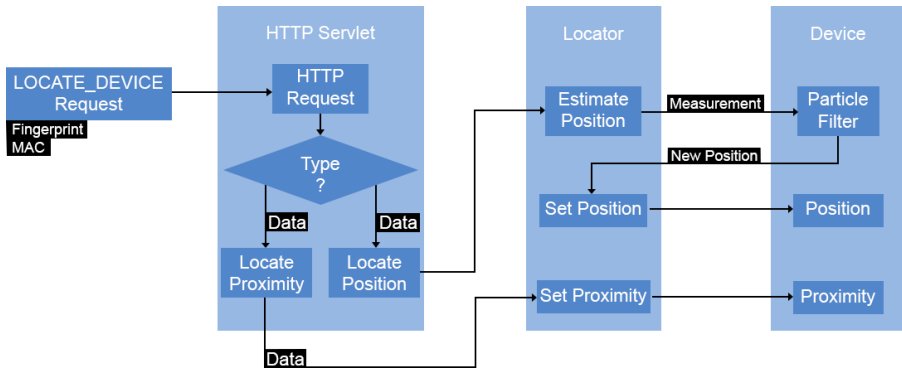 HTTP Servlet
Locator
Device
LOCATE_DEVICE
Request
Fingerprint
MAC
HTTP
Request
Type
?
Data
Data
Locate
Proximity
Locate
Position
Data
Estimate
Position
Measurement
Particle
Filter
New Position
Set Position
Position
Set Proximity
Proximity